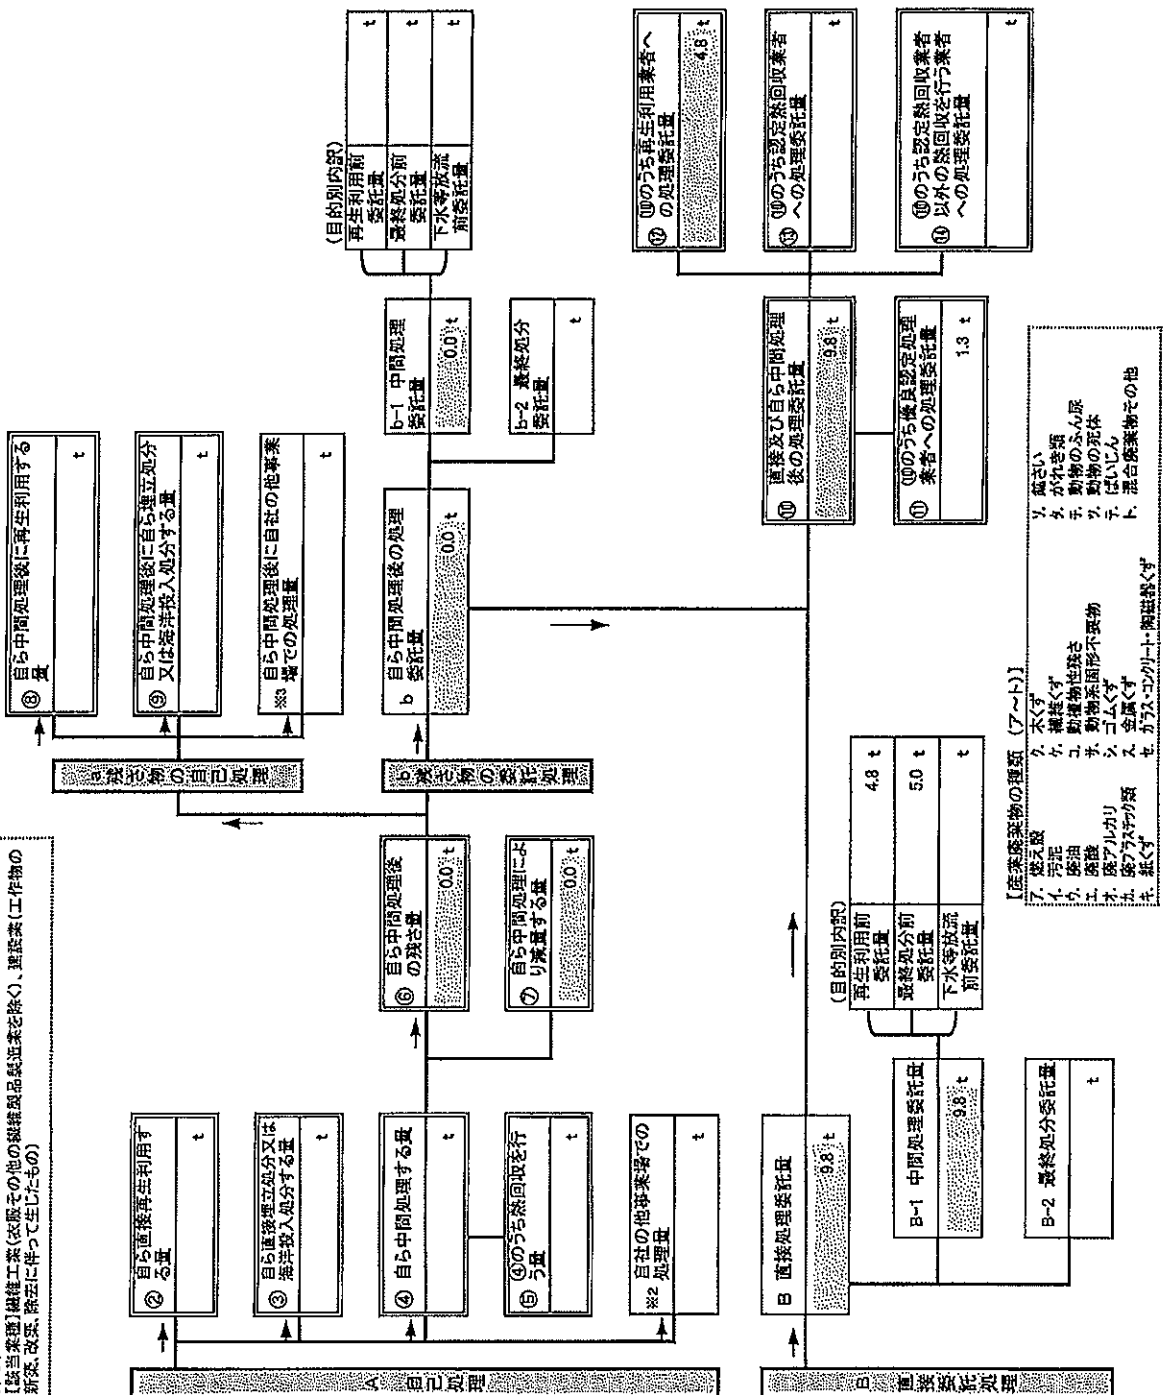 【該当業種】繊維工業(衣服その他の繊維製品製造業を除く)、建設業(工作物の
新築、改築、除去に伴って生じたもの)
A 自己処理
② 自ら直接再生利用す
る量
t
③ 自ら直接埋立処分又は
海洋投入処分する量
t
④ 自ら中間処理する量
t
⑤ ④のうち熱回収を行
う量
t
※2 自社の他事業場での
処理量
t
⑥ 自ら中間処理後
の残さ量
0.0 t
⑦ 自ら中間処理によ
り減量する量
0.0 t
a 残さ物の自己処理
⑧ 自ら中間処理後に再生利用する
量
t
⑨ 自ら中間処理後に自ら埋立処分
又は海洋投入処分する量
t
※3 自ら中間処理後に自社の他事業
場での処理量
t
b 残さ物の委託処理
b 自ら中間処理後の処理
委託量
0.0 t
b-1 中間処理
委託量
0.0 t
b-2 最終処分
委託量
t
(目的別内訳)
再生利用前
委託量
t
最終処分前
委託量
t
下水等放流
前委託量
t
B 直接委託処理
B 直接処理委託量
9.8 t
B-1 中間処理委託量
9.8 t
B-2 最終処分委託量
t
(目的別内訳)
再生利用前
委託量
4.8 t
最終処分前
委託量
5.0 t
下水等放流
前委託量
t
⑩ 直接及び自ら中間処理
後の処理委託量
9.8 t
⑪ ⑩のうち優良認定処理
業者への処理委託量
1.3 t
⑫ ⑩のうち再生利用業者へ
の処理委託量
4.8 t
⑬ ⑩のうち認定熱回収業者
への処理委託量
t
⑭ ⑩のうち認定熱回収業者
以外の熱回収を行う業者
への処理委託量
t
【産業廃棄物の種類(ア～ト)】
ア. 燃え殻
イ. 汚泥
ウ. 廃油
エ. 廃酸
オ. 廃アルカリ
カ. 廃プラスチック類
キ. 紙くず
ク. 木くず
ケ. 繊維くず
コ. 動植物性残さ
サ. 動物系固形不要物
シ. ゴムくず
ス. 金属くず
セ. ガラス・コンクリート・陶磁器くず
ソ. 鉱さい
タ. がれき類
チ. 動物のふん尿
ツ. 動物の死体
テ. ばいじん
ト. 混合廃棄物その他